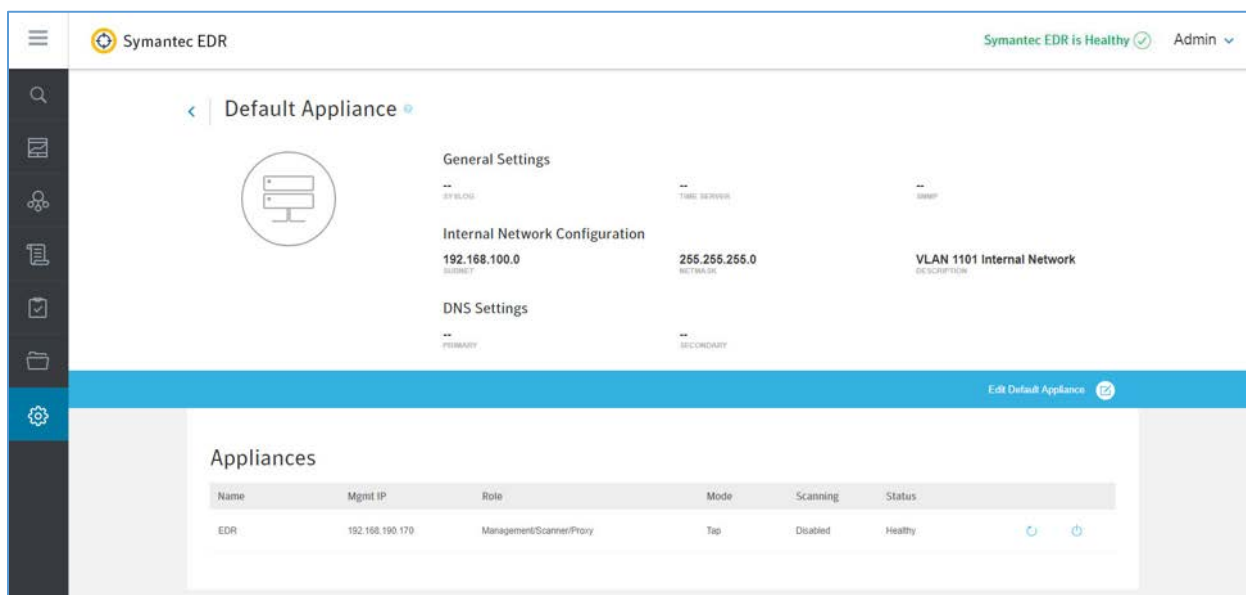 Symantec EDR
Symantec EDR is Healthy
Admin
Default Appliance
General Settings
-- -- --
SYSLOG TIME SERVER SNMP
Internal Network Configuration
192.168.100.0 255.255.255.0 VLAN 1101 Internal Network
SUBNET NETMASK DESCRIPTION
DNS Settings
-- --
PRIMARY SECONDARY
Edit Default Appliance
Appliances
Name Mgmt IP Role Mode Scanning Status
EDR 192.168.190.170 Management/Scanner/Proxy Tap Disabled Healthy